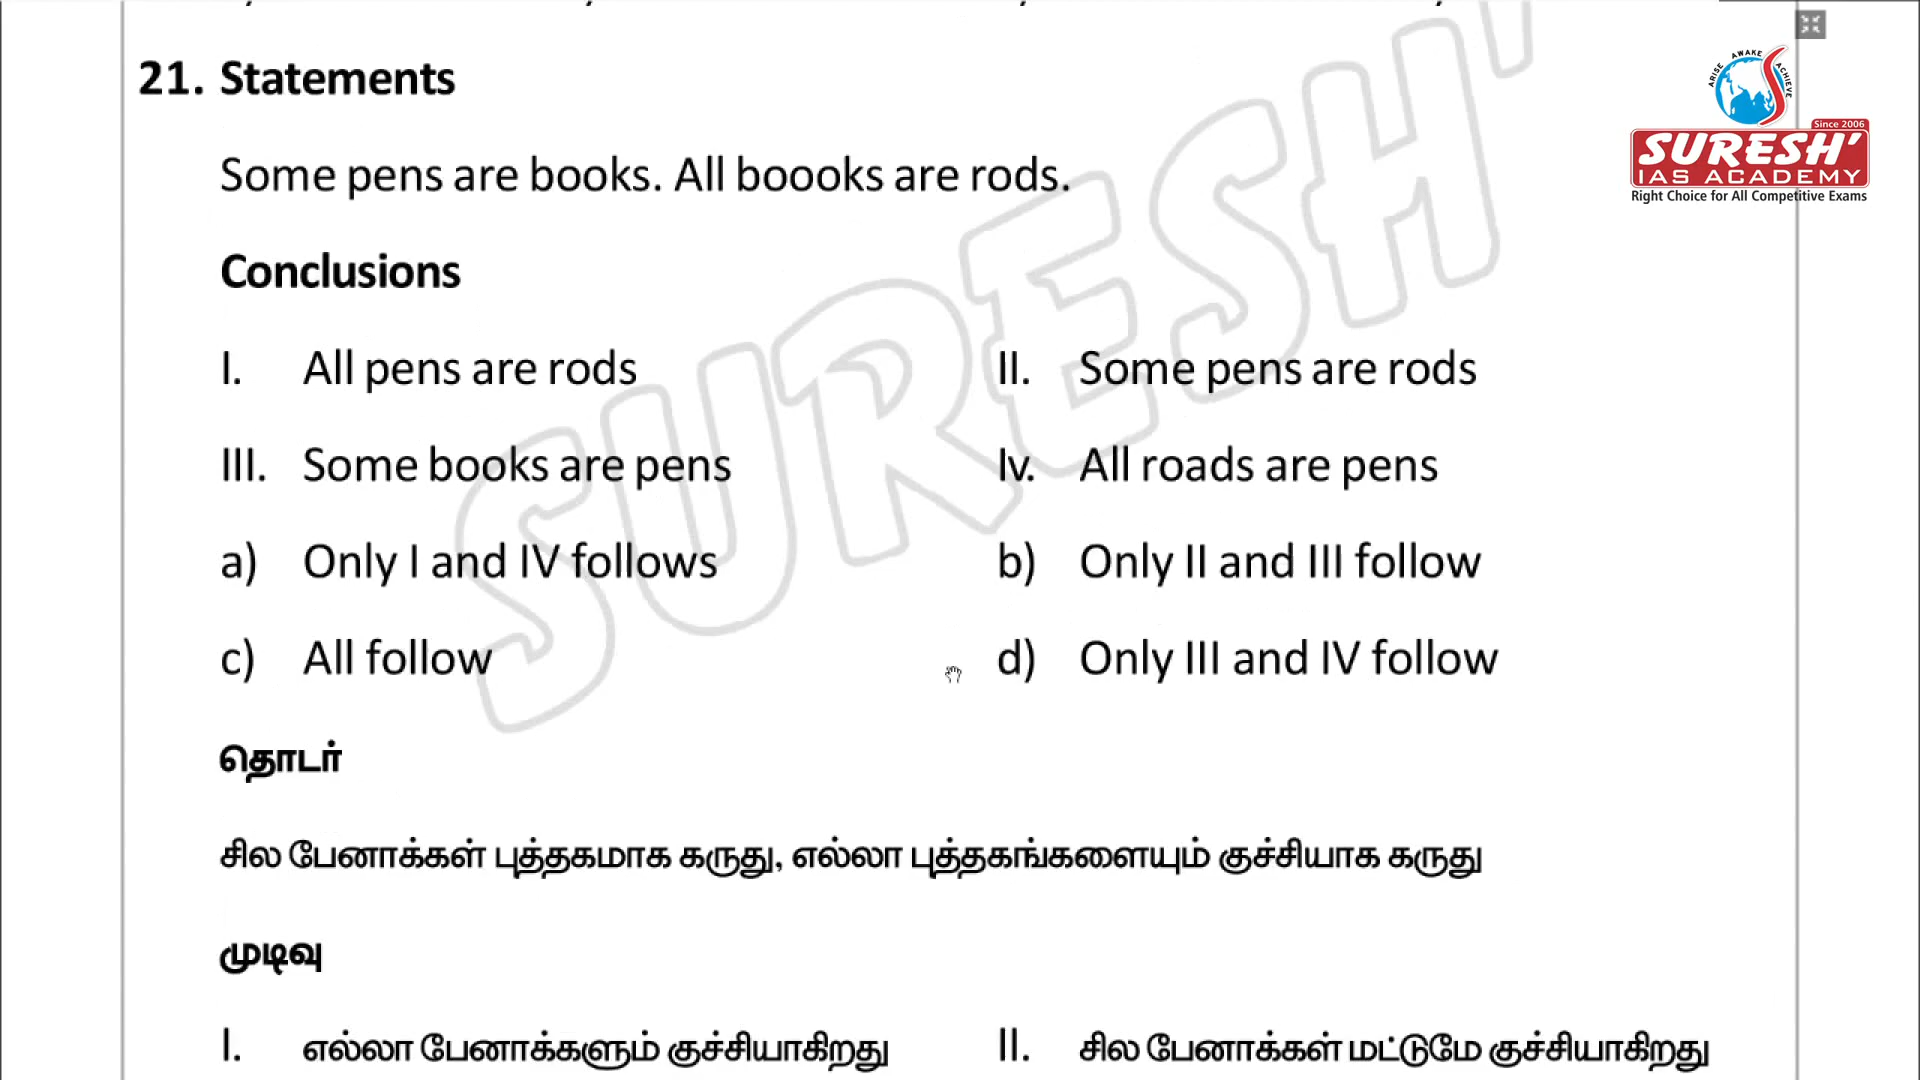 21. Statements
Some pens are books. All boooks are rods.
Conclusions
I. All pens are rods II. Some pens are rods
III. Some books are pens Iv. All roads are pens
a) Only I and IV follows b) Only II and III follow
c) All follow d) Only III and IV follow
தொடர்
சில பேனாக்கள் புத்தகமாக கருது, எல்லா புத்தகங்களையும் குச்சியாக கருது
முடிவு
I. எல்லா பேனாக்களும் குச்சியாகிறது II. சில பேனாக்கள் மட்டுமே குச்சியாகிறது
SURESH'
ARISE AWAKE ACHIEVE
Since 2006
SURESH'
IAS ACADEMY
Right Choice for All Competitive Exams